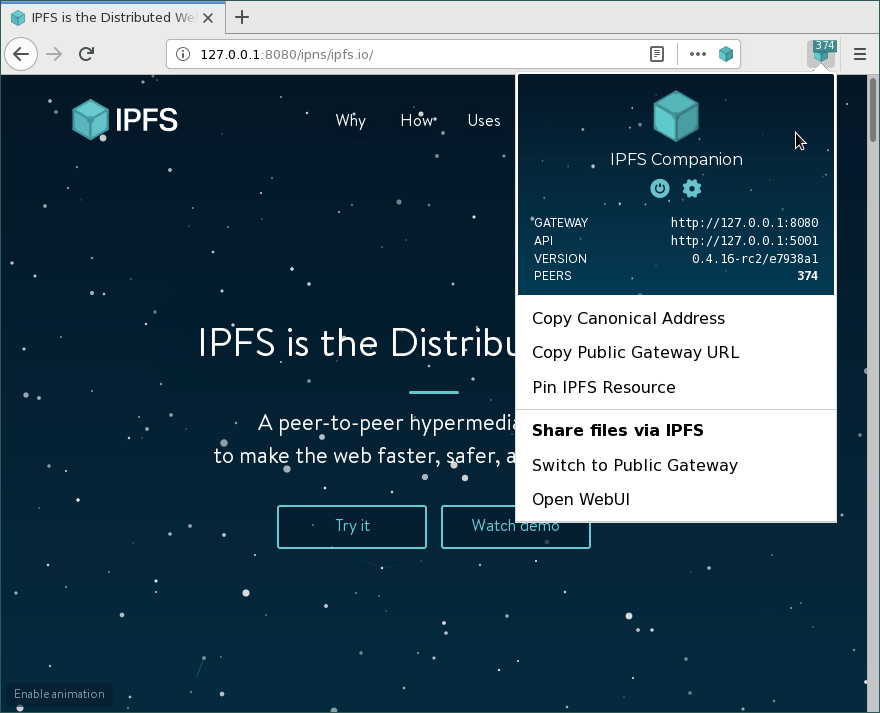 IPFS is the Distributed We
127.0.0.1:8080/ipns/ipfs.io/
374
IPFS
Why How Uses
IPFS Companion
GATEWAY http://127.0.0.1:8080
API http://127.0.0.1:5001
VERSION 0.4.16-rc2/e7938a1
PEERS 374
Copy Canonical Address
Copy Public Gateway URL
Pin IPFS Resource
Share files via IPFS
Switch to Public Gateway
Open WebUI
IPFS is the Distribu
A peer-to-peer hypermedia
to make the web faster, safer, a
Try it Watch demo
Enable animation